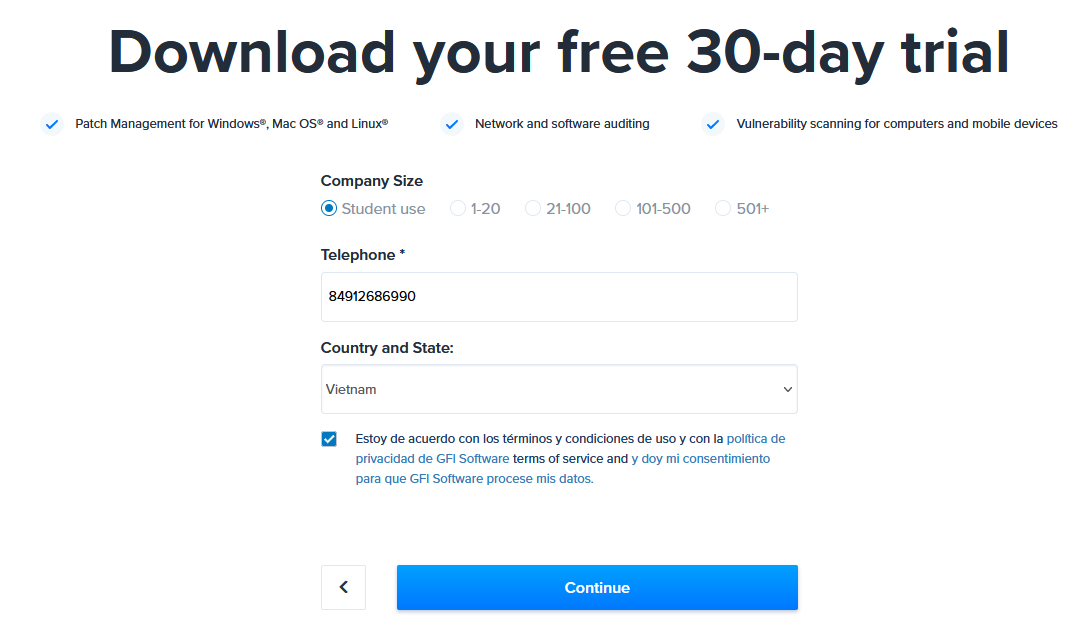 Download your free 30-day trial
Patch Management for Windows®, Mac OS® and Linux® Network and software auditing Vulnerability scanning for computers and mobile devices
Company Size
Student use 1-20 21-100 101-500 501+
Telephone *
84912686990
Country and State:
Vietnam
Estoy de acuerdo con los términos y condiciones de uso y con la política de
privacidad de GFI Software terms of service and y doy mi consentimiento
para que GFI Software procese mis datos.
Continue